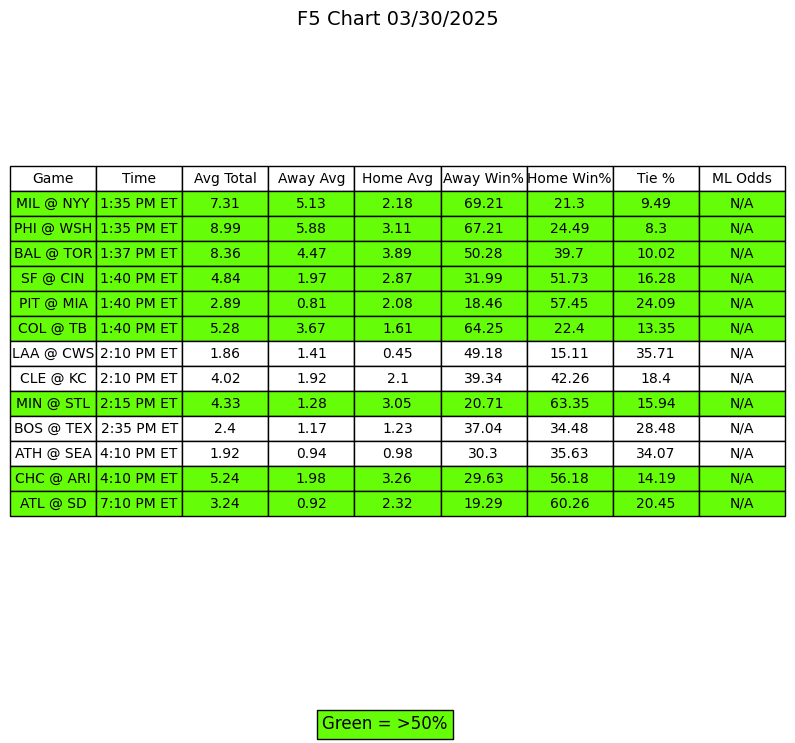 F5 Chart 03/30/2025
Game Time Avg Total Away Avg Home Avg Away Win% Home Win% Tie % ML Odds
MIL @ NYY 1:35 PM ET 7.31 5.13 2.18 69.21 21.3 9.49 N/A
PHI @ WSH 1:35 PM ET 8.99 5.88 3.11 67.21 24.49 8.3 N/A
BAL @ TOR 1:37 PM ET 8.36 4.47 3.89 50.28 39.7 10.02 N/A
SF @ CIN 1:40 PM ET 4.84 1.97 2.87 31.99 51.73 16.28 N/A
PIT @ MIA 1:40 PM ET 2.89 0.81 2.08 18.46 57.45 24.09 N/A
COL @ TB 1:40 PM ET 5.28 3.67 1.61 64.25 22.4 13.35 N/A
LAA @ CWS 2:10 PM ET 1.86 1.41 0.45 49.18 15.11 35.71 N/A
CLE @ KC 2:10 PM ET 4.02 1.92 2.1 39.34 42.26 18.4 N/A
MIN @ STL 2:15 PM ET 4.33 1.28 3.05 20.71 63.35 15.94 N/A
BOS @ TEX 2:35 PM ET 2.4 1.17 1.23 37.04 34.48 28.48 N/A
ATH @ SEA 4:10 PM ET 1.92 0.94 0.98 30.3 35.63 34.07 N/A
CHC @ ARI 4:10 PM ET 5.24 1.98 3.26 29.63 56.18 14.19 N/A
ATL @ SD 7:10 PM ET 3.24 0.92 2.32 19.29 60.26 20.45 N/A
Green = >50%